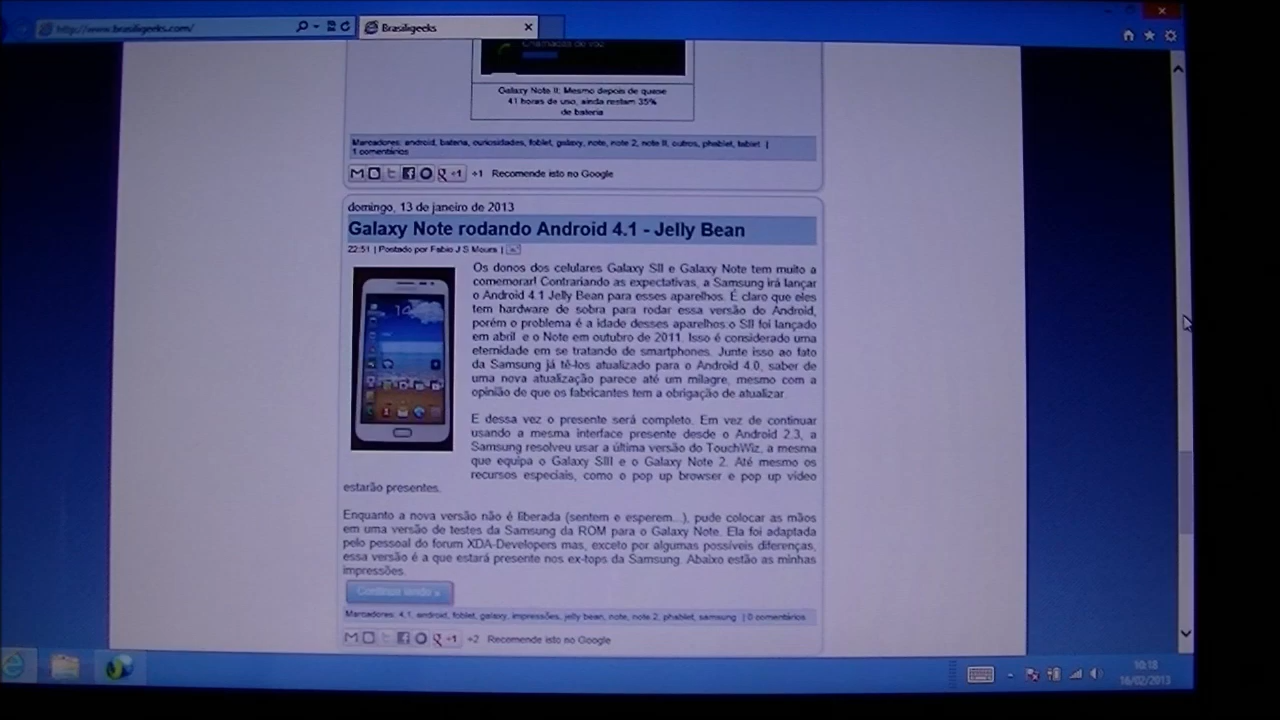 http://www.brasiligeeks.com/
Brasiligeeks
Chamadas de voz
Galaxy Note II: Mesmo depois de quase
41 horas de uso, ainda restam 35%
de bateria
Marcadores: android, bateria, curiosidades, foblet, galaxy, note, note 2, note II, outros, phablet, tablet |
1 comentários
+1 +1 Recomende isto no Google
domingo, 13 de janeiro de 2013
Galaxy Note rodando Android 4.1 - Jelly Bean
22:51 | Postado por Fabio J S Moura |
Os donos dos celulares Galaxy SII e Galaxy Note tem muito a
comemorar! Contrariando as expectativas, a Samsung irá lançar
o Android 4.1 Jelly Bean para esses aparelhos. É claro que eles
tem hardware de sobra para rodar essa versão do Android,
porém o problema é a idade desses aparelhos:o SII foi lançado
em abril e o Note em outubro de 2011. Isso é considerado uma
eternidade em se tratando de smartphones. Junte isso ao fato
da Samsung já tê-los atualizado para o Android 4.0, saber de
uma nova atualização parece até um milagre, mesmo com a
opinião de que os fabricantes tem a obrigação de atualizar.
E dessa vez o presente será completo. Em vez de continuar
usando a mesma interface presente desde o Android 2.3, a
Samsung resolveu usar a última versão do TouchWiz, a mesma
que equipa o Galaxy SIII e o Galaxy Note 2. Até mesmo os
recursos especiais, como o pop up browser e pop up video
estarão presentes.
Enquanto a nova versão não é liberada (sentem e esperem...), pude colocar as mãos
em uma versão de testes da Samsung da ROM para o Galaxy Note. Ela foi adaptada
pelo pessoal do forum XDA-Developers mas, exceto por algumas possíveis diferenças,
essa versão é a que estará presente nos ex-tops da Samsung. Abaixo estão as minhas
impressões.
Continue lendo »
Marcadores: 4.1, android, foblet, galaxy, impressões, jelly bean, note, note 2, phablet, samsung | 0 comentários
+1 +2 Recomende isto no Google
10:18
16/02/2013